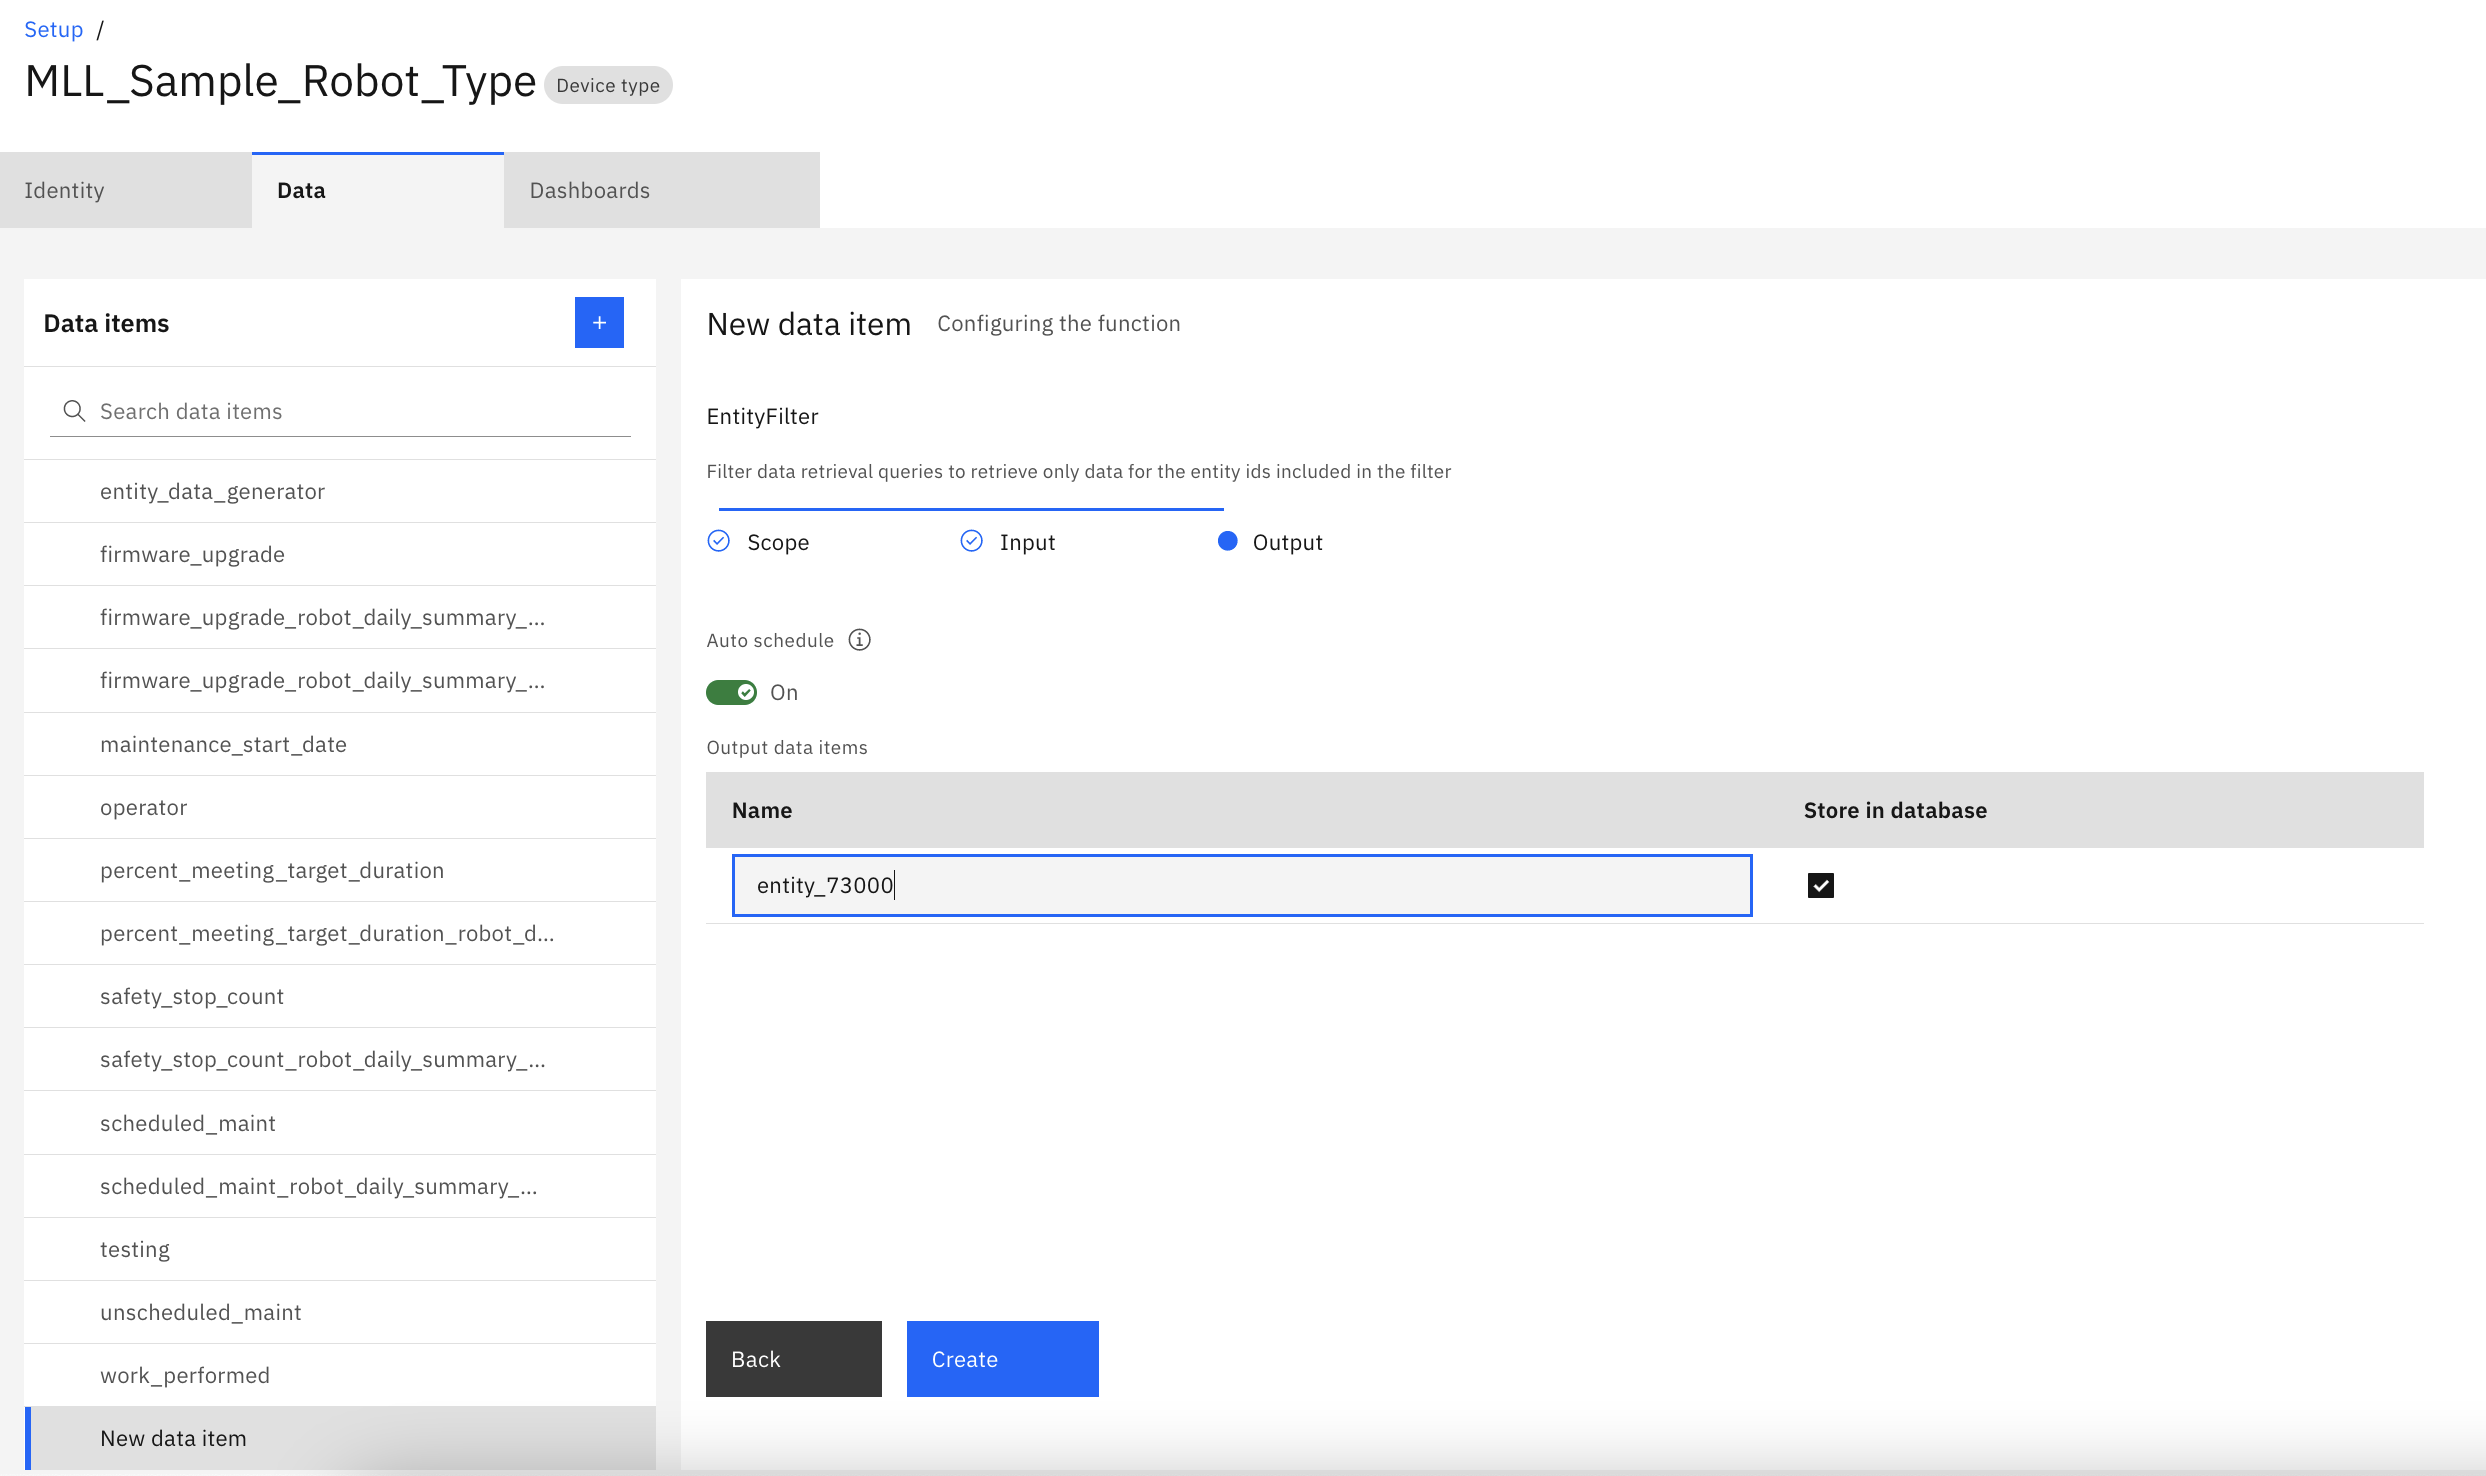 Setup /
MLL_Sample_Robot_Type Device type
Identity Data Dashboards
Data items
+
Search data items
entity_data_generator
firmware_upgrade
firmware_upgrade_robot_daily_summary_...
firmware_upgrade_robot_daily_summary_...
maintenance_start_date
operator
percent_meeting_target_duration
percent_meeting_target_duration_robot_d...
safety_stop_count
safety_stop_count_robot_daily_summary_...
scheduled_maint
scheduled_maint_robot_daily_summary_...
testing
unscheduled_maint
work_performed
New data item
New data item Configuring the function
EntityFilter
Filter data retrieval queries to retrieve only data for the entity ids included in the filter
Scope Input Output
Auto schedule
On
Output data items
Name Store in database
entity_73000
Back Create